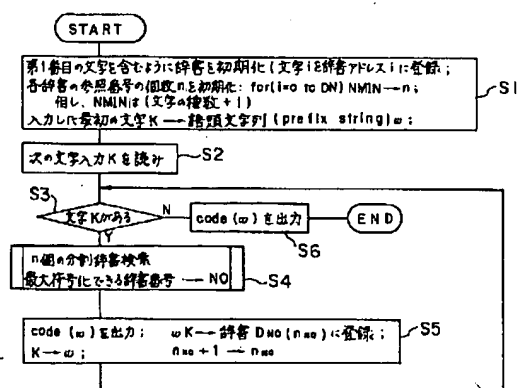 START
第1番目の文字を含むように辞書を初期化(文字iを辞書アドレスiに登録;
各辞書の参照番号の個数nを初期化: for(i=0 to DN) NMIN→n;
但し、NMINは(文字の種数+1)
入力した最初の文字K→語頭文字列(prefix string)ω;
S1
次の文字入力Kを読み
S2
S3
文字Kがある
N
code(ω)を出力
END
S6
Y
n個の分割辞書検索
最大符号化できる辞書番号→NO
S4
code(ω)を出力; ωK→辞書DNO(nNO)に登録;
K→ω; nNO+1→nNO
S5